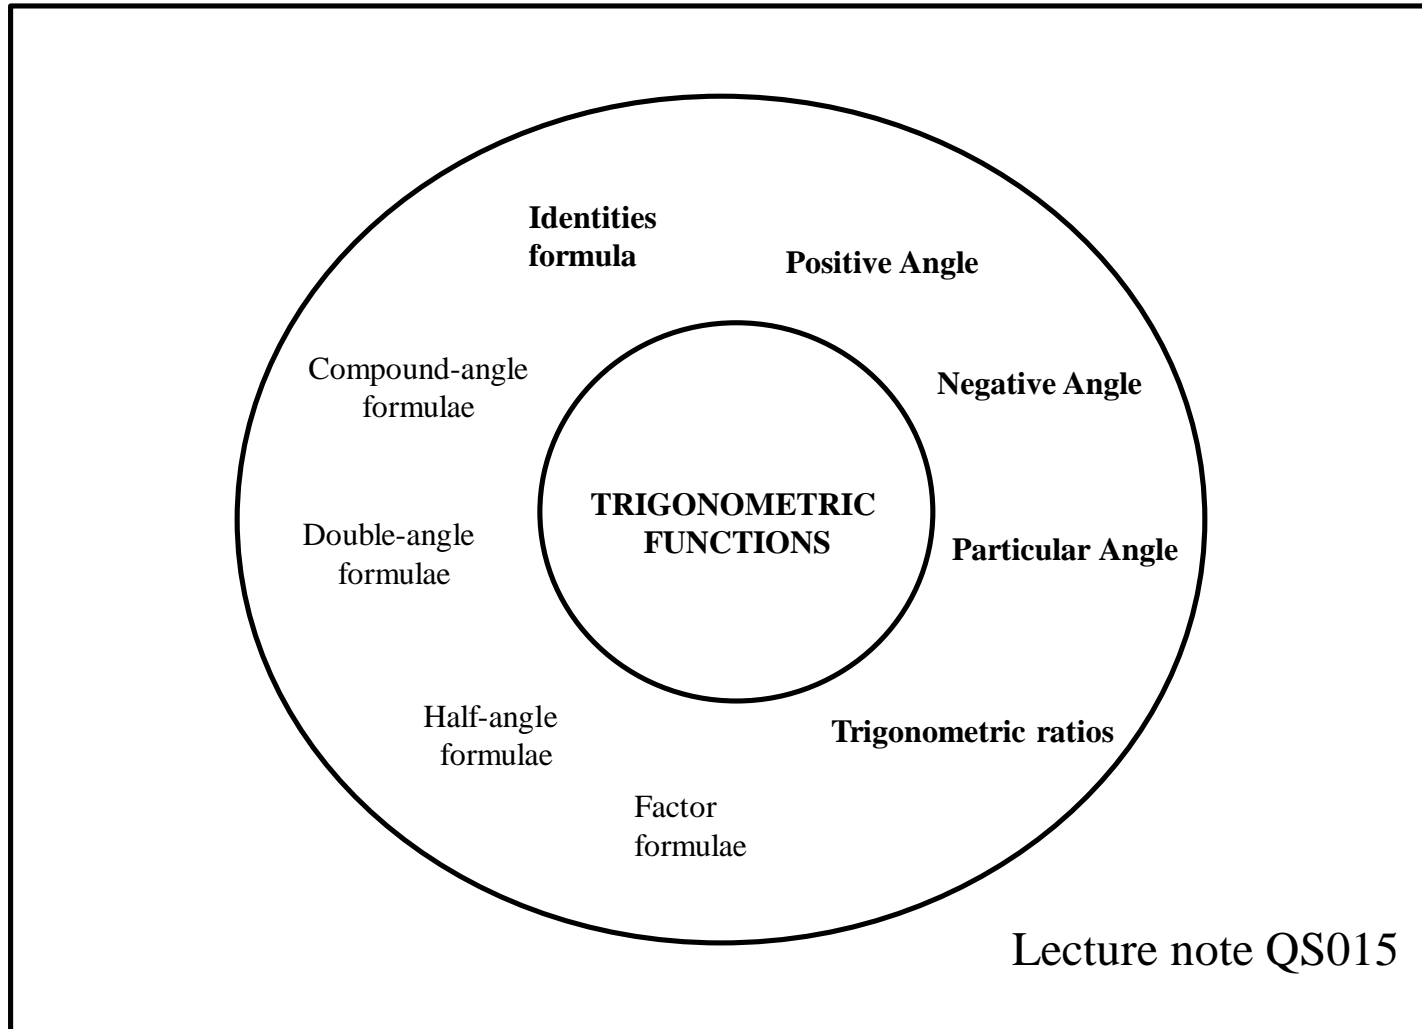 Identities
formula
Positive Angle
Compound-angle
formulae
Negative Angle
TRIGONOMETRIC
FUNCTIONS
Double-angle
formulae
Particular Angle
Half-angle
formulae
Trigonometric ratios
Factor
formulae
Lecture note QS015